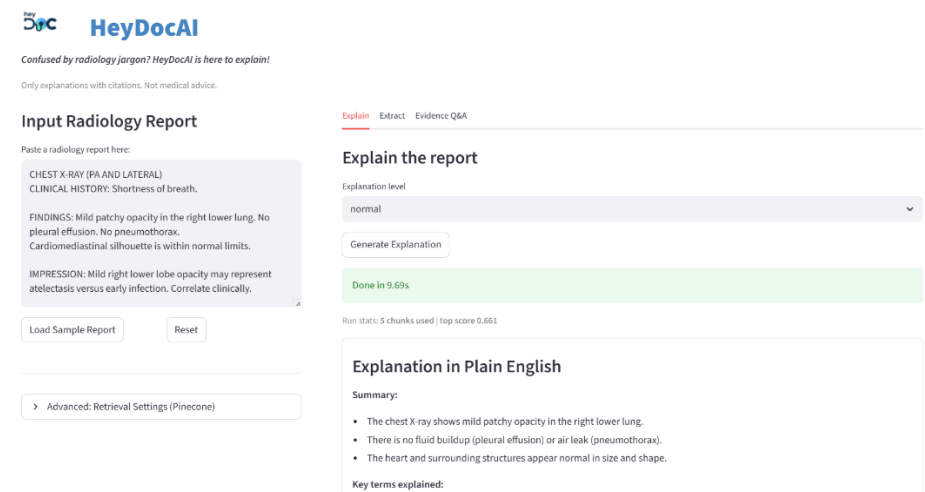 hey
DOC
HeyDocAI
Confused by radiology jargon? HeyDocAI is here to explain!
Only explanations with citations. Not medical advice.
Input Radiology Report
Paste a radiology report here:
CHEST X-RAY (PA AND LATERAL)
CLINICAL HISTORY: Shortness of breath.
FINDINGS: Mild patchy opacity in the right lower lung. No
pleural effusion. No pneumothorax.
Cardiomediastinal silhouette is within normal limits.
IMPRESSION: Mild right lower lobe opacity may represent
atelectasis versus early infection. Correlate clinically.
Load Sample Report
Reset
Advanced: Retrieval Settings (Pinecone)
Explain Extract Evidence Q&A
Explain the report
Explanation level
normal
Generate Explanation
Done in 9.69s
Run stats: 5 chunks used | top score 0.661
Explanation in Plain English
Summary:
• The chest X-ray shows mild patchy opacity in the right lower lung.
• There is no fluid buildup (pleural effusion) or air leak (pneumothorax).
• The heart and surrounding structures appear normal in size and shape.
Key terms explained: